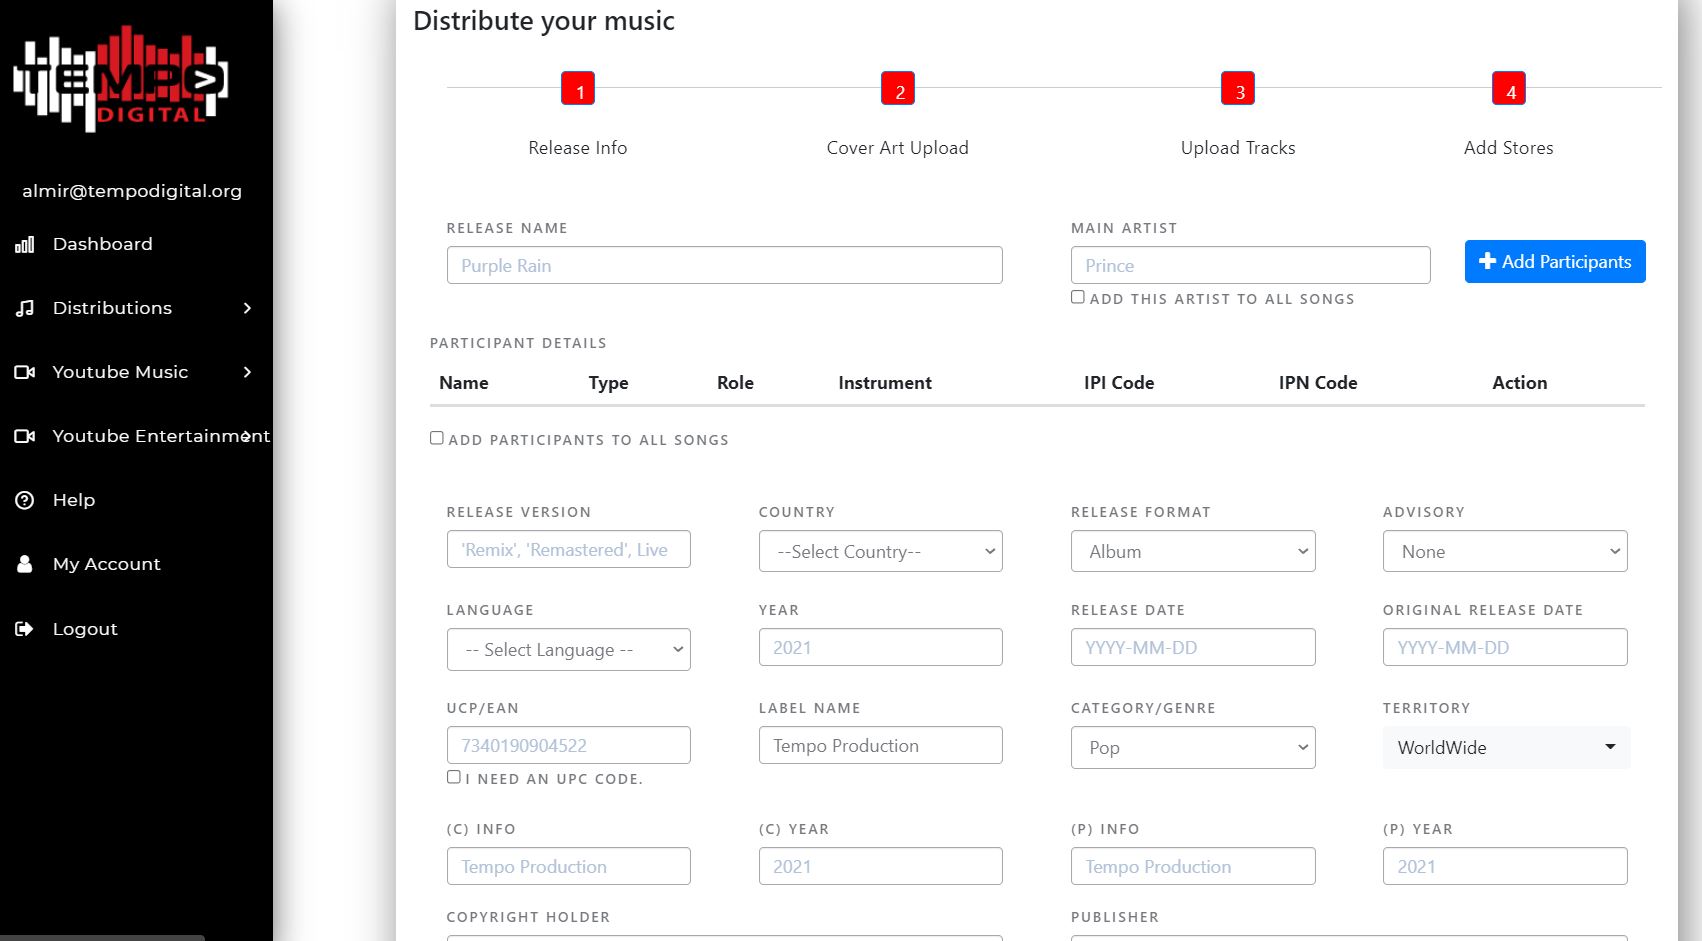 TEMPO
DIGITAL
almir@tempodigital.org
Dashboard
Distributions
Youtube Music
Youtube Entertainment
Help
My Account
Logout
Distribute your music
1 2 3 4
Release Info Cover Art Upload Upload Tracks Add Stores
RELEASE NAME MAIN ARTIST
Purple Rain Prince Add Participants
ADD THIS ARTIST TO ALL SONGS
PARTICIPANT DETAILS
Name Type Role Instrument IPI Code IPN Code Action
ADD PARTICIPANTS TO ALL SONGS
RELEASE VERSION COUNTRY RELEASE FORMAT ADVISORY
'Remix', 'Remastered', Live --Select Country-- Album None
LANGUAGE YEAR RELEASE DATE ORIGINAL RELEASE DATE
-- Select Language -- 2021 YYYY-MM-DD YYYY-MM-DD
UCP/EAN LABEL NAME CATEGORY/GENRE TERRITORY
7340190904522 Tempo Production Pop WorldWide
I NEED AN UPC CODE.
(C) INFO (C) YEAR (P) INFO (P) YEAR
Tempo Production 2021 Tempo Production 2021
COPYRIGHT HOLDER PUBLISHER